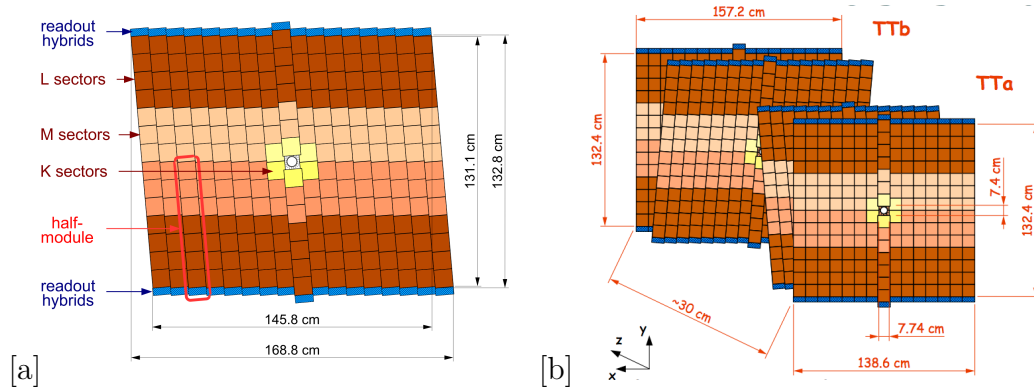 readout
hybrids
L sectors
M sectors
K sectors
half-
module
readout
hybrids
131.1 cm
132.8 cm
145.8 cm
168.8 cm
[a]
157.2 cm
TTb
TTa
132.4 cm
7.4 cm
132.4 cm
~30 cm
7.74 cm
138.6 cm
y
z
x
[b]